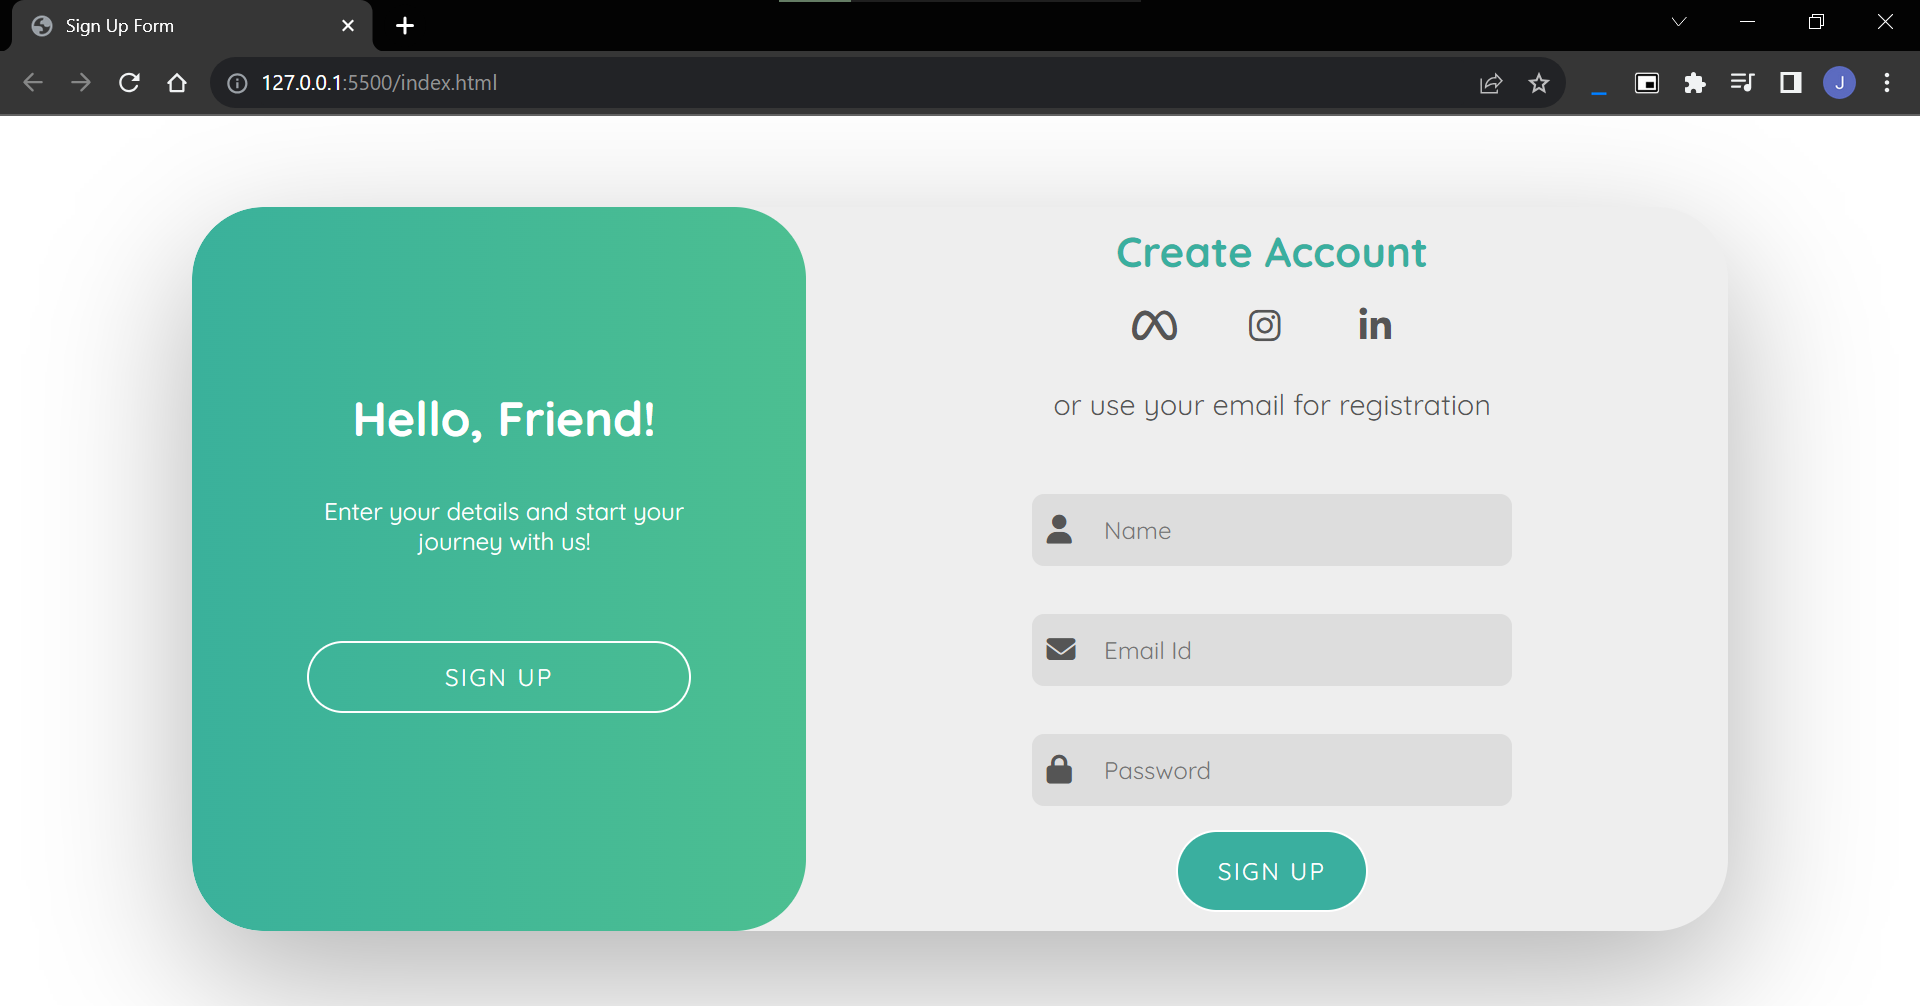 Sign Up Form
127.0.0.1:5500/index.html
J
Hello, Friend!
Enter your details and start your
journey with us!
SIGN UP
Create Account
in
or use your email for registration
Name
Email Id
Password
SIGN UP